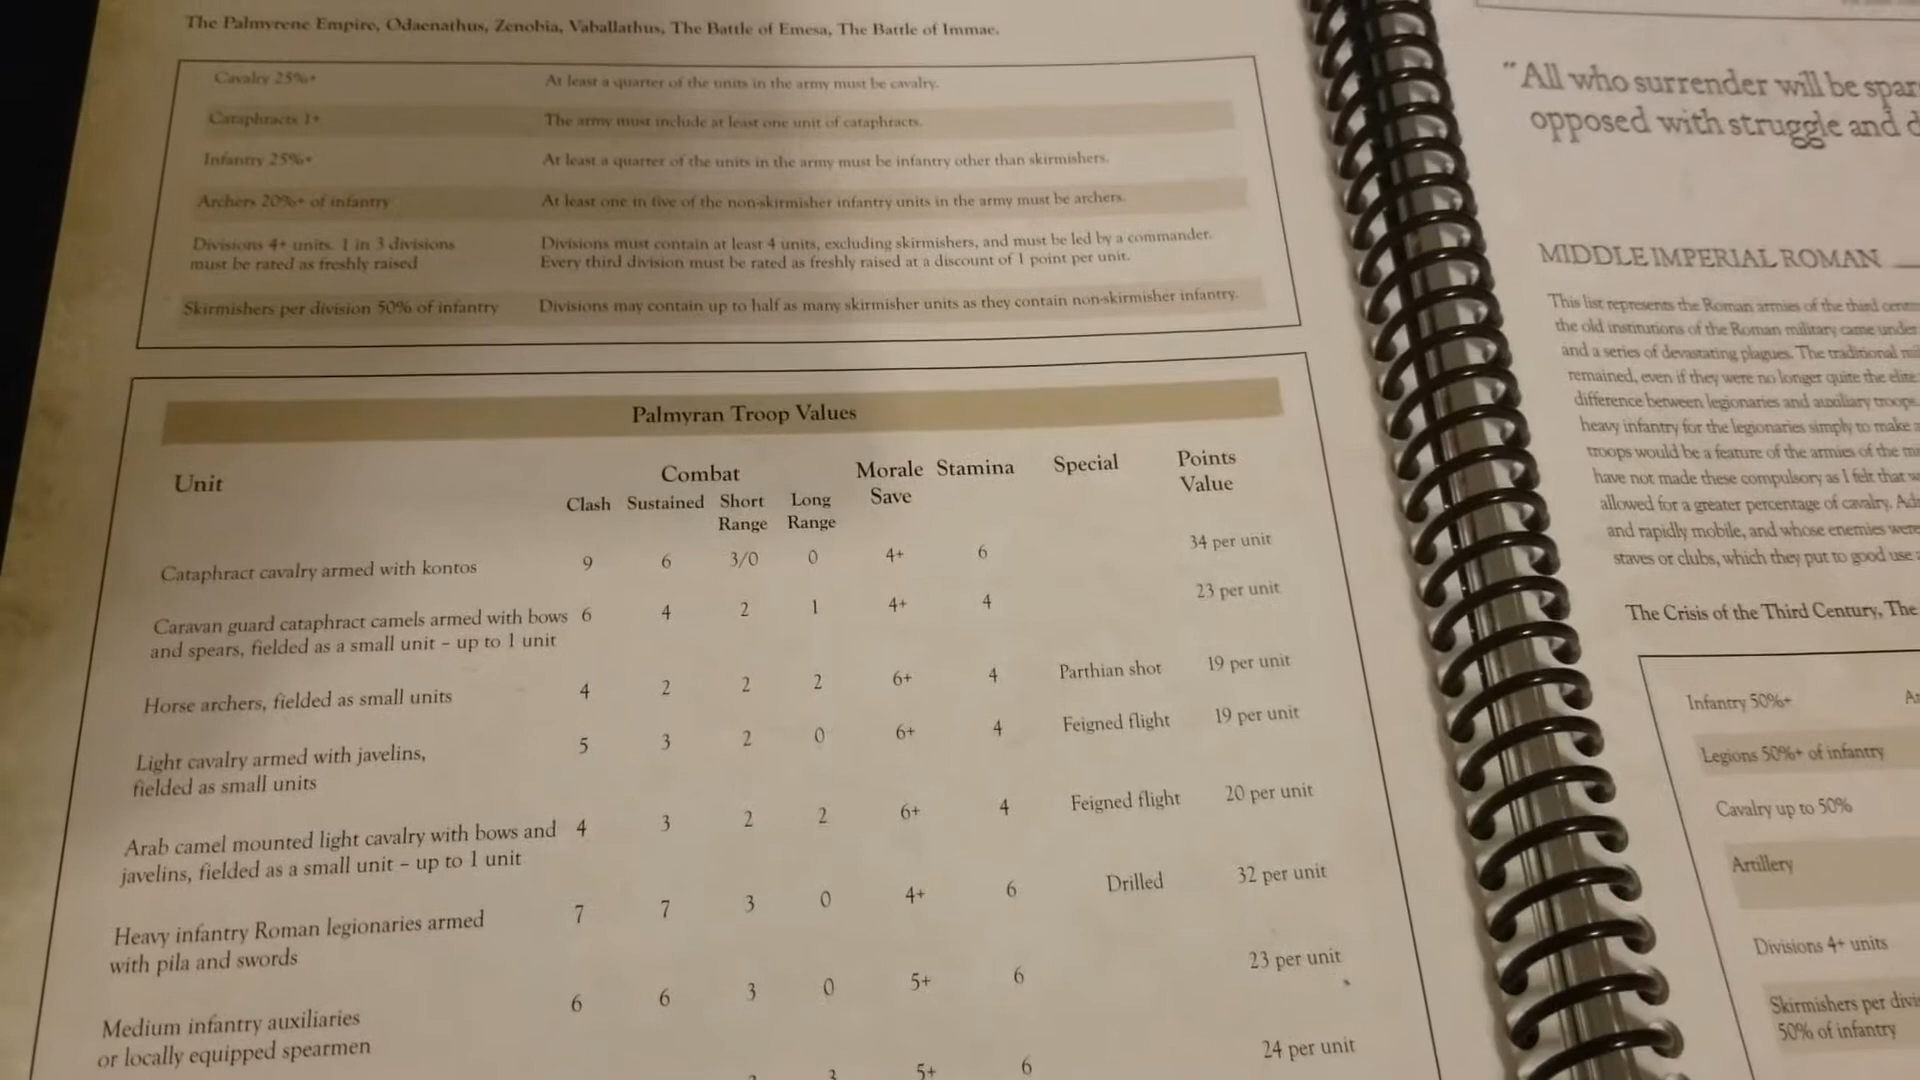 The Palmyrene Empire, Odaenathus, Zenobia, Vaballathus, The Battle of Emesa, The Battle of Immae.
Cavalry 25%+ At least a quarter of the units in the army must be cavalry.
Cataphracts 1+ The army must include at least one unit of cataphracts.
Infantry 25%+ At least a quarter of the units in the army must be infantry other than skirmishers.
Archers 20%+ of infantry At least one in five of the non-skirmisher infantry units in the army must be archers.
Divisions 4+ units. 1 in 3 divisions Divisions must contain at least 4 units, excluding skirmishers, and must be led by a commander.
must be rated as freshly raised Every third division must be rated as freshly raised at a discount of 1 point per unit.
Skirmishers per division 50% of infantry Divisions may contain up to half as many skirmisher units as they contain non-skirmisher infantry.
Palmyran Troop Values
Unit Combat Morale Stamina Special Points
Clash Sustained Short Long Save Value
Range Range
Cataphract cavalry armed with kontos 9 6 3/0 0 4+ 6 34 per unit
Caravan guard cataphract camels armed with bows 6 4 2 1 4+ 4 23 per unit
and spears, fielded as a small unit – up to 1 unit
Horse archers, fielded as small units 4 2 2 2 6+ 4 Parthian shot 19 per unit
Light cavalry armed with javelins, 5 3 2 0 6+ 4 Feigned flight 19 per unit
fielded as small units
Arab camel mounted light cavalry with bows and 4 3 2 2 6+ 4 Feigned flight 20 per unit
javelins, fielded as a small unit – up to 1 unit
Heavy infantry Roman legionaries armed 7 7 3 0 4+ 6 Drilled 32 per unit
with pila and swords
Medium infantry auxiliaries 6 6 3 0 5+ 6 23 per unit
or locally equipped spearmen
5+ 6 24 per unit
"All who surrender will be
opposed with struggle and
MIDDLE IMPERIAL ROMAN
This list represents the Roman armies of the third
the old institutions of the Roman military came under
and a series of devastating plagues. The traditional
remained, even if they were no longer quite the elite
difference between legionaries and auxiliary troops.
heavy infantry for the legionaries simply to make a
troops would be a feature of the armies of the
have not made these compulsory as I felt that
allowed for a greater percentage of cavalry.
and rapidly mobile, and whose enemies were
staves or clubs, which they put to good use
The Crisis of the Third Century, The
Infantry 50%+
Legions 50%+ of infantry
Cavalry up to 50%
Artillery
Divisions 4+ units
Skirmishers per
50% of infantry